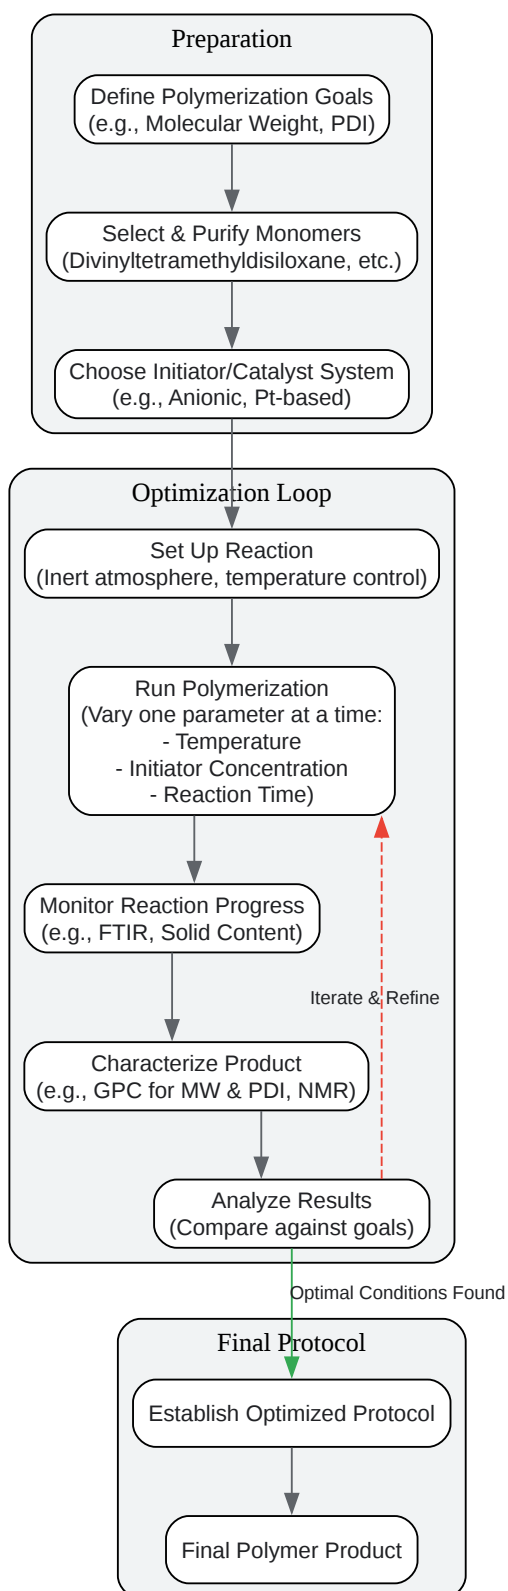 Preparation
Define Polymerization Goals
(e.g., Molecular Weight, PDI)
Select & Purify Monomers
(Divinyltetramethyldisiloxane, etc.)
Choose Initiator/Catalyst System
(e.g., Anionic, Pt-based)
Optimization Loop
Set Up Reaction
(Inert atmosphere, temperature control)
Run Polymerization
(Vary one parameter at a time:
- Temperature
- Initiator Concentration
- Reaction Time)
Monitor Reaction Progress
(e.g., FTIR, Solid Content)
Iterate & Refine
Characterize Product
(e.g., GPC for MW & PDI, NMR)
Analyze Results
(Compare against goals)
Optimal Conditions Found
Final Protocol
Establish Optimized Protocol
Final Polymer Product